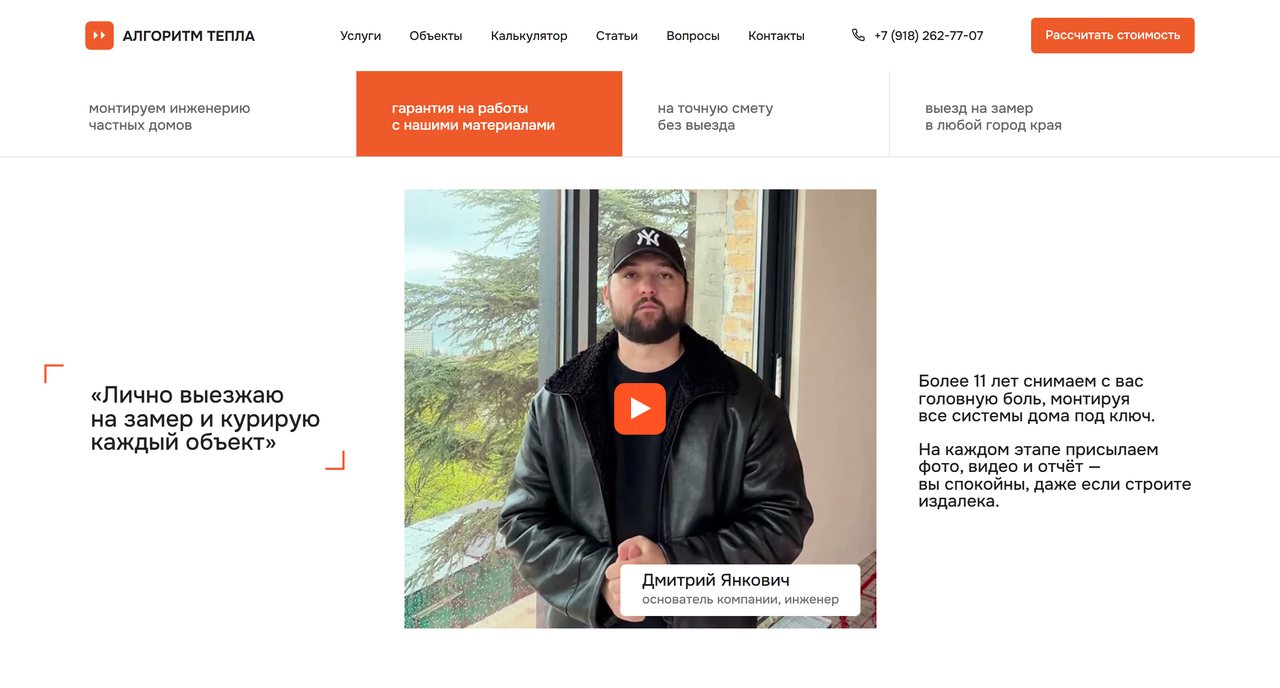 АЛГОРИТМ ТЕПЛА
Услуги
Объекты
Калькулятор
Статьи
Вопросы
Контакты
+7 (918) 262-77-07
Рассчитать стоимость
монтируем инженерию
частных домов
гарантия на работы
с нашими материалами
на точную смету
без выезда
выезд на замер
в любой город края
«Лично выезжаю
на замер и курирую
каждый объект»
NY
Дмитрий Янкович
основатель компании, инженер
Более 11 лет снимаем с вас
головную боль, монтируя
все системы дома под ключ.
На каждом этапе присылаем
фото, видео и отчёт —
вы спокойны, даже если строите
издалека.